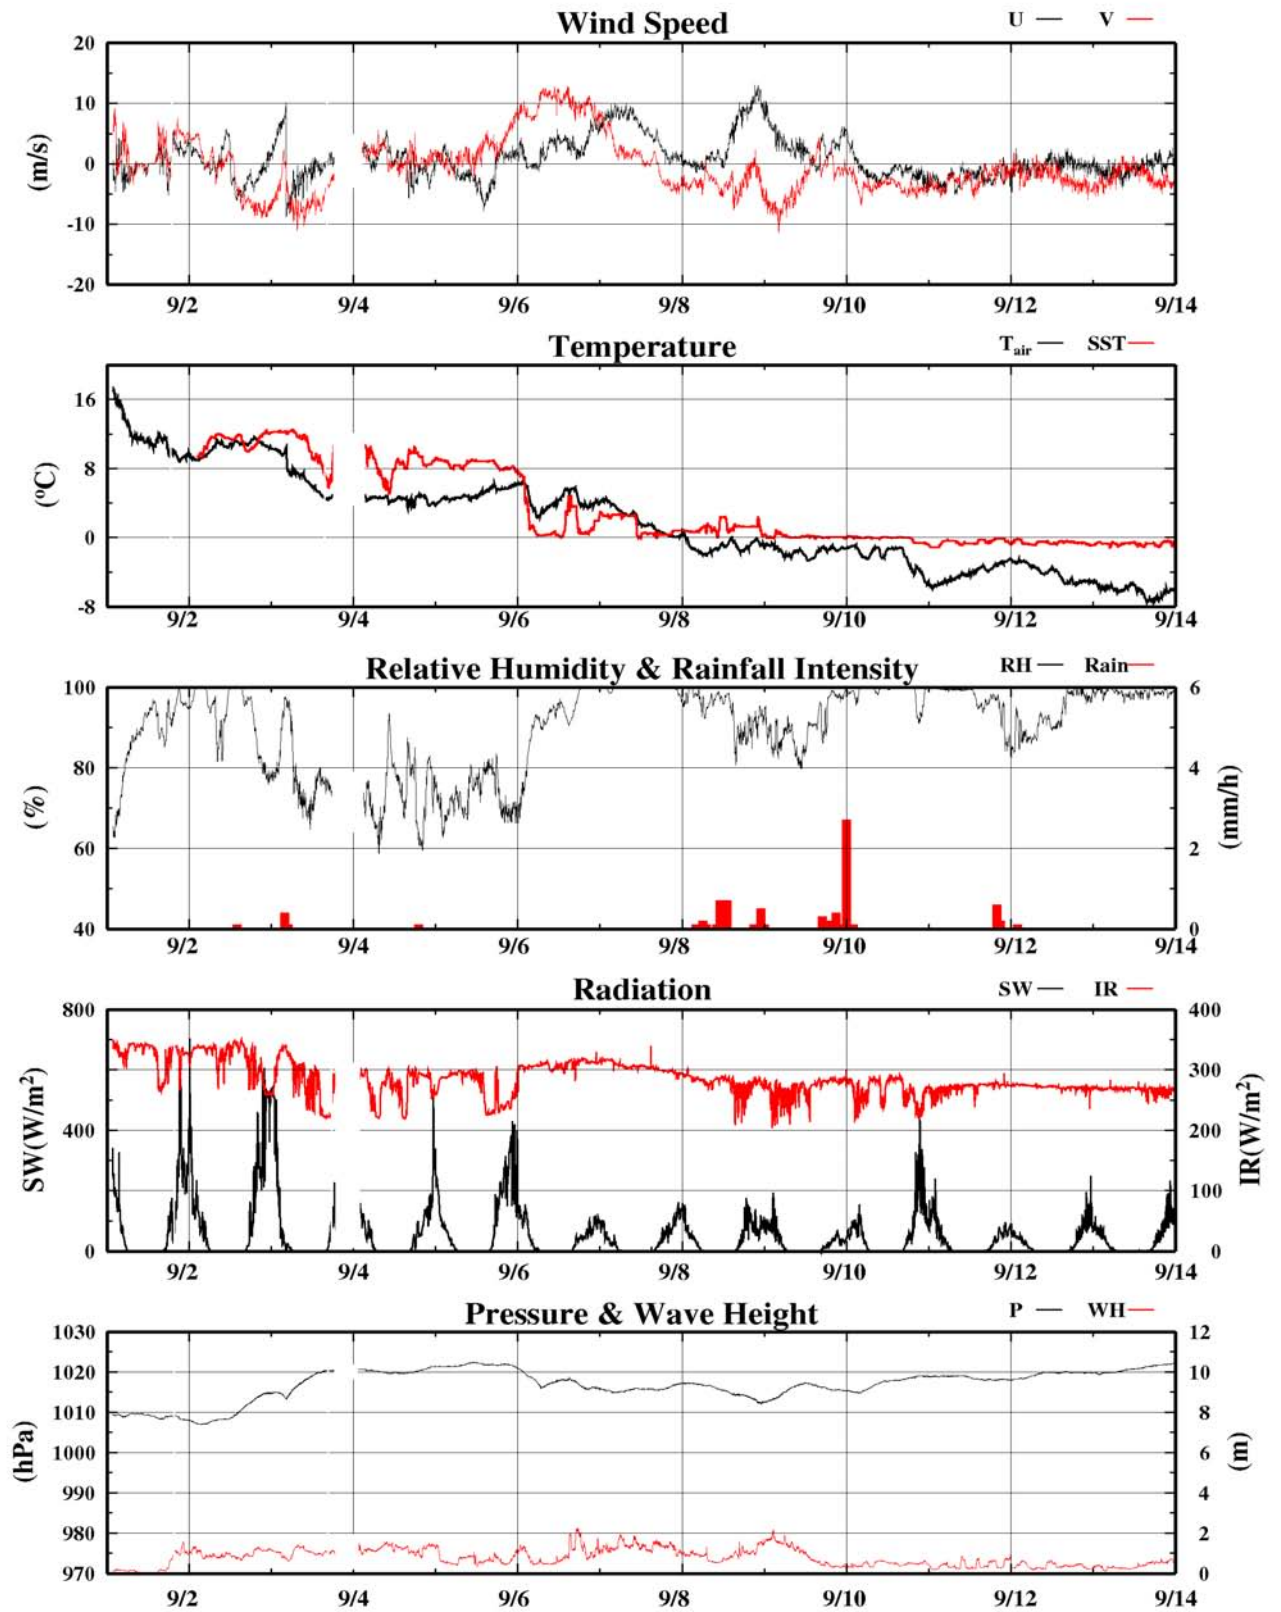 Wind Speed
U V
20
10
0
-10
-20
(m/s)
9/2 9/4 9/6 9/8 9/10 9/12 9/14
Temperature
Tair SST
16
8
0
-8
(ºC)
9/2 9/4 9/6 9/8 9/10 9/12 9/14
Relative Humidity & Rainfall Intensity
RH Rain
100 6
80 4
60 2
40 0
(%) (mm/h)
9/2 9/4 9/6 9/8 9/10 9/12 9/14
Radiation
SW IR
800 400
300
400 200
100
0 0
SW(W/m²) IR(W/m²)
9/2 9/4 9/6 9/8 9/10 9/12 9/14
Pressure & Wave Height
P WH
1030 12
1020 10
1010 8
1000 6
990 4
980 2
970 0
(hPa) (m)
9/2 9/4 9/6 9/8 9/10 9/12 9/14